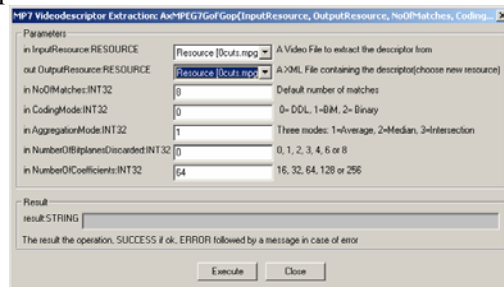 MP7 Videodescriptor Extraction: AxMPEG7GofGop(InputResource, OutputResource, NoOfMatches, Coding...
Parameters
in InputResource:RESOURCE Resource [0cuts.mpg A Video File to extract the descriptor from
out OutputResource:RESOURCE Resource [0cuts.mpg A XML File containing the descriptor(choose new resource)
in NoOfMatches:INT32 8 Default number of matches
in CodingMode:INT32 0 0= DDL, 1=BiM, 2= Binary
in AggregationMode:INT32 1 Three modes: 1=Average, 2=Median, 3=Intersection
in NumberOfBitplanesDiscarded:INT32 0 0, 1, 2, 3, 4, 6 or 8
in NumberOfCoefficients:INT32 64 16, 32, 64, 128 or 256
Result
result:STRING
The result the operation, SUCCESS if ok, ERROR followed by a message in case of error
Execute Close